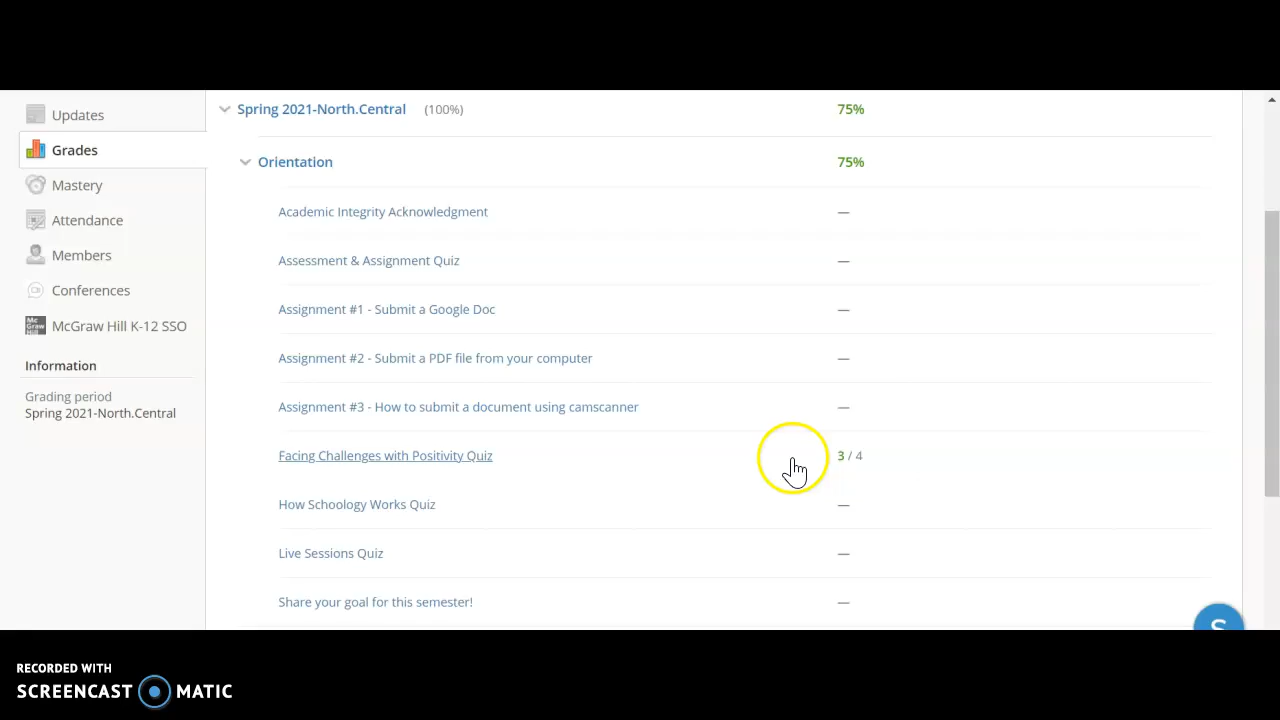 Updates
Grades
Mastery
Attendance
Members
Conferences
McGraw Hill K-12 SSO
Information
Grading period
Spring 2021-North.Central
Spring 2021-North.Central (100%) 75%
Orientation 75%
Academic Integrity Acknowledgment —
Assessment & Assignment Quiz —
Assignment #1 - Submit a Google Doc —
Assignment #2 - Submit a PDF file from your computer —
Assignment #3 - How to submit a document using camscanner —
Facing Challenges with Positivity Quiz 3 / 4
How Schoology Works Quiz —
Live Sessions Quiz —
Share your goal for this semester! —
S
RECORDED WITH
SCREENCAST MATIC